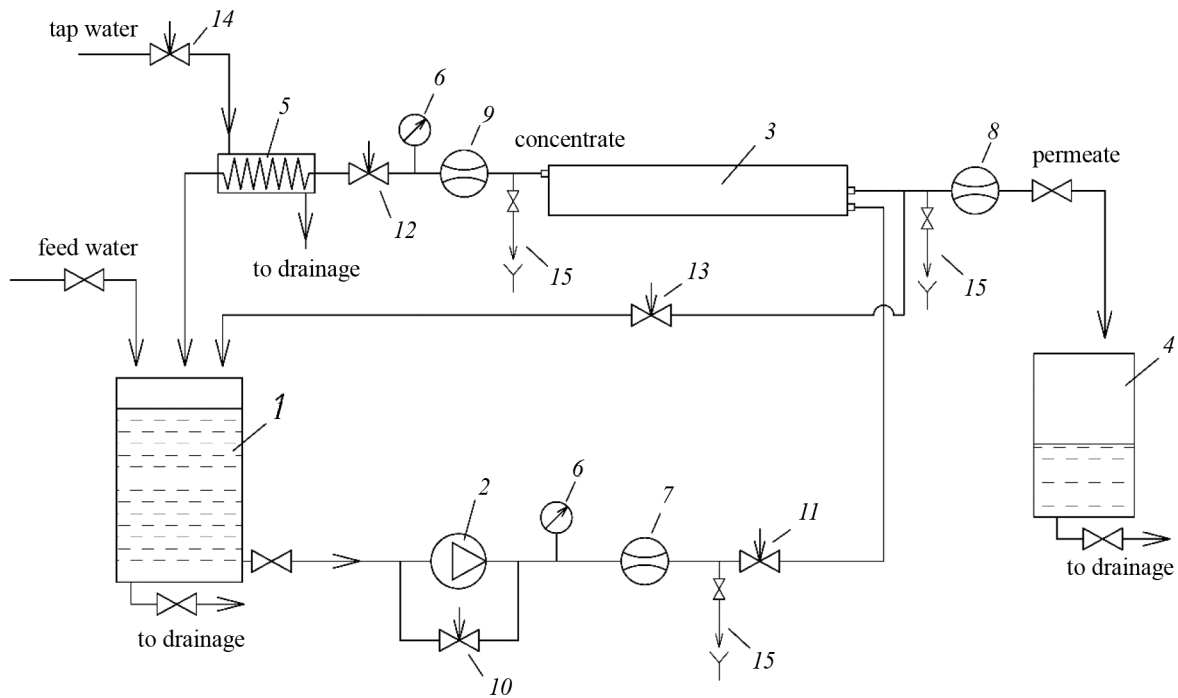 14
tap water
6
9
5
concentrate
3
8
permeate
12
feed water
to drainage
15
13
15
4
1
6
2
7
11
to drainage
to drainage
10
15